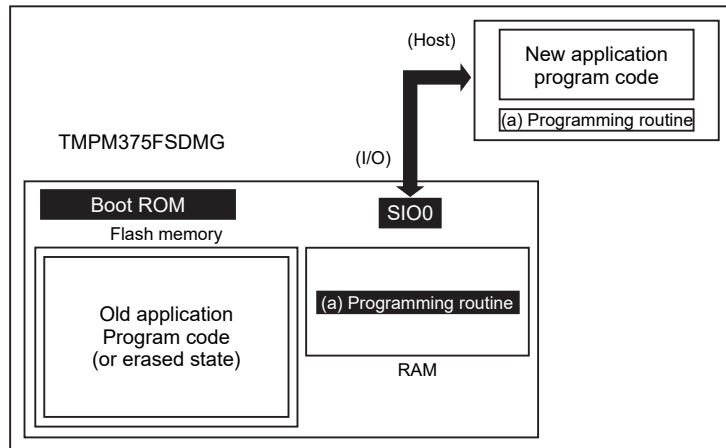 (Host)
New application
program code
(a) Programming routine
TMPM375FSDMG
(I/O)
Boot ROM
SIO0
Flash memory
Old application
Program code
(or erased state)
(a) Programming routine
RAM